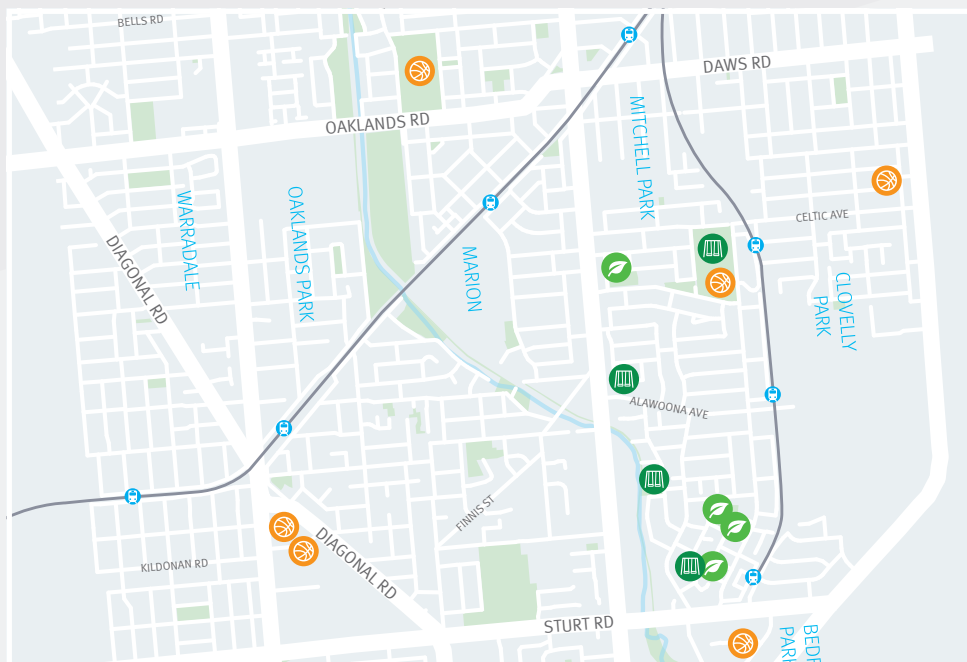 BELLS RD
DAWS RD
OAKLANDS RD
MITCHELL PARK
WARRADALE
OAKLANDS PARK
CELTIC AVE
DIAGONAL RD
MARION
CLOVELLY
PARK
ALAWOONA AVE
FINNIS ST
DIAGONAL RD
KILDONAN RD
STURT RD
BEDF
PARK